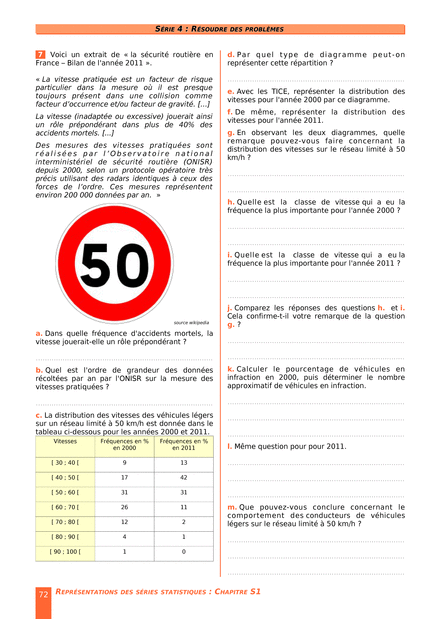 SÉRIE 4 : RÉSOUDRE DES PROBLÈMES
7 Voici un extrait de « la sécurité routière en
France – Bilan de l'année 2011 ».
« La vitesse pratiquée est un facteur de risque
particulier dans la mesure où il est presque
toujours présent dans une collision comme
facteur d'occurrence et/ou facteur de gravité. [...]
La vitesse (inadaptée ou excessive) jouerait ainsi
un rôle prépondérant dans plus de 40% des
accidents mortels. [...]
Des mesures des vitesses pratiquées sont
réalisées par l'Observatoire national
interministériel de sécurité routière (ONISR)
depuis 2000, selon un protocole opératoire très
précis utilisant des radars identiques à ceux des
forces de l'ordre. Ces mesures représentent
environ 200 000 données par an. »
50
source wikipedia
a. Dans quelle fréquence d'accidents mortels, la
vitesse jouerait-elle un rôle prépondérant ?
b. Quel est l'ordre de grandeur des données
récoltées par an par l'ONISR sur la mesure des
vitesses pratiquées ?
c. La distribution des vitesses des véhicules légers
sur un réseau limité à 50 km/h est donnée dans le
tableau ci-dessous pour les années 2000 et 2011.
Vitesses Fréquences en % en 2000 Fréquences en % en 2011
[ 30 ; 40 [ 9 13
[ 40 ; 50 [ 17 42
[ 50 ; 60 [ 31 31
[ 60 ; 70 [ 26 11
[ 70 ; 80 [ 12 2
[ 80 ; 90 [ 4 1
[ 90 ; 100 [ 1 0
d. Par quel type de diagramme peut-on
représenter cette répartition ?
e. Avec les TICE, représenter la distribution des
vitesses pour l'année 2000 par ce diagramme.
f. De même, représenter la distribution des
vitesses pour l'année 2011.
g. En observant les deux diagrammes, quelle
remarque pouvez-vous faire concernant la
distribution des vitesses sur le réseau limité à 50
km/h ?
h. Quelle est la classe de vitesse qui a eu la
fréquence la plus importante pour l'année 2000 ?
i. Quelle est la classe de vitesse qui a eu la
fréquence la plus importante pour l'année 2011 ?
j. Comparez les réponses des questions h. et i.
Cela confirme-t-il votre remarque de la question
g. ?
k. Calculer le pourcentage de véhicules en
infraction en 2000, puis déterminer le nombre
approximatif de véhicules en infraction.
l. Même question pour pour 2011.
m. Que pouvez-vous conclure concernant le
comportement des conducteurs de véhicules
légers sur le réseau limité à 50 km/h ?
72 REPRÉSENTATIONS DES SÉRIES STATISTIQUES : CHAPITRE S1